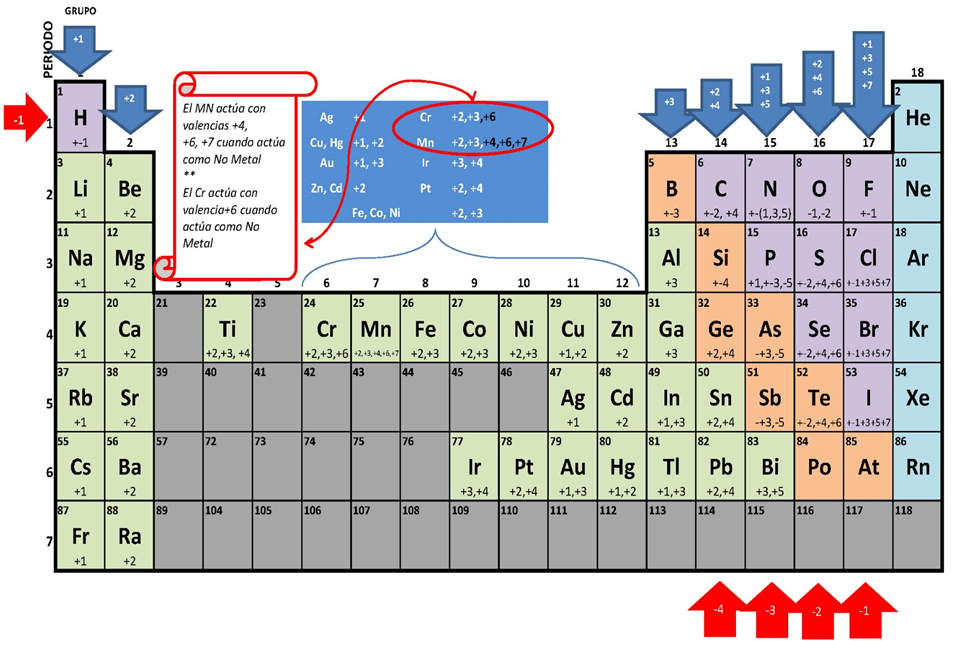 GRUPO
PERIODO
+1
-1
+2
2
El MN actúa con
valencias +4,
+6, +7 cuando actúa
como No Metal
**
El Cr actúa con
valencia+6 cuando
actúa como No
Metal
Ag +1 Cr +2,+3,+6
Cu, Hg +1, +2 Mn +2,+3,+4,+6,+7
Au +1, +3 Ir +3, +4
Zn, Cd +2 Pt +2, +4
Fe, Co, Ni +2, +3
+3
+2
+4
+1
+3
+5
+2
+4
+6
+1
+3
+5
+7
13 14 15 16 17 18
1
1 2
H He
+-1
2
3 4 5 6 7 8 9 10
Li Be B C N O F Ne
+1 +2 +-3 +-2, +4 +-(1,3,5) -1,-2 +-1
3
11 12 13 14 15 16 17 18
Na Mg Al Si P S Cl Ar
+1 +2 +3 +-4 +1,+-3,-5 +-2,+4,+6 +-1+3+5+7
3 4 5 6 7 8 9 10 11 12
4
19 20 21 22 23 24 25 26 27 28 29 30 31 32 33 34 35 36
K Ca Ti Cr Mn Fe Co Ni Cu Zn Ga Ge As Se Br Kr
+1 +2 +2,+3, +4 +2,+3,+6 +2,+3,+4,+6,+7 +2,+3 +2,+3 +2,+3 +1,+2 +2 +3 +2,+4 -+3,-5 +-2,+4,+6 +-1+3+5+7
5
37 38 39 40 41 42 43 44 45 46 47 48 49 50 51 52 53 54
Rb Sr Ag Cd In Sn Sb Te I Xe
+1 +2 +1 +2 +1,+3 +2,+4 -+3,-5 +-2,+4,+6 +-1+3+5+7
6
55 56 57 72 73 74 75 76 77 78 79 80 81 82 83 84 85 86
Cs Ba Ir Pt Au Hg Tl Pb Bi Po At Rn
+1 +2 +3,+4 +2,+4 +1,+3 +1,+2 +1,+3 +2,+4 +3,+5
7
87 88 89 104 105 106 107 108 109 110 111 112 113 114 115 116 117 118
Fr Ra
+1 +2
-4 -3 -2 -1